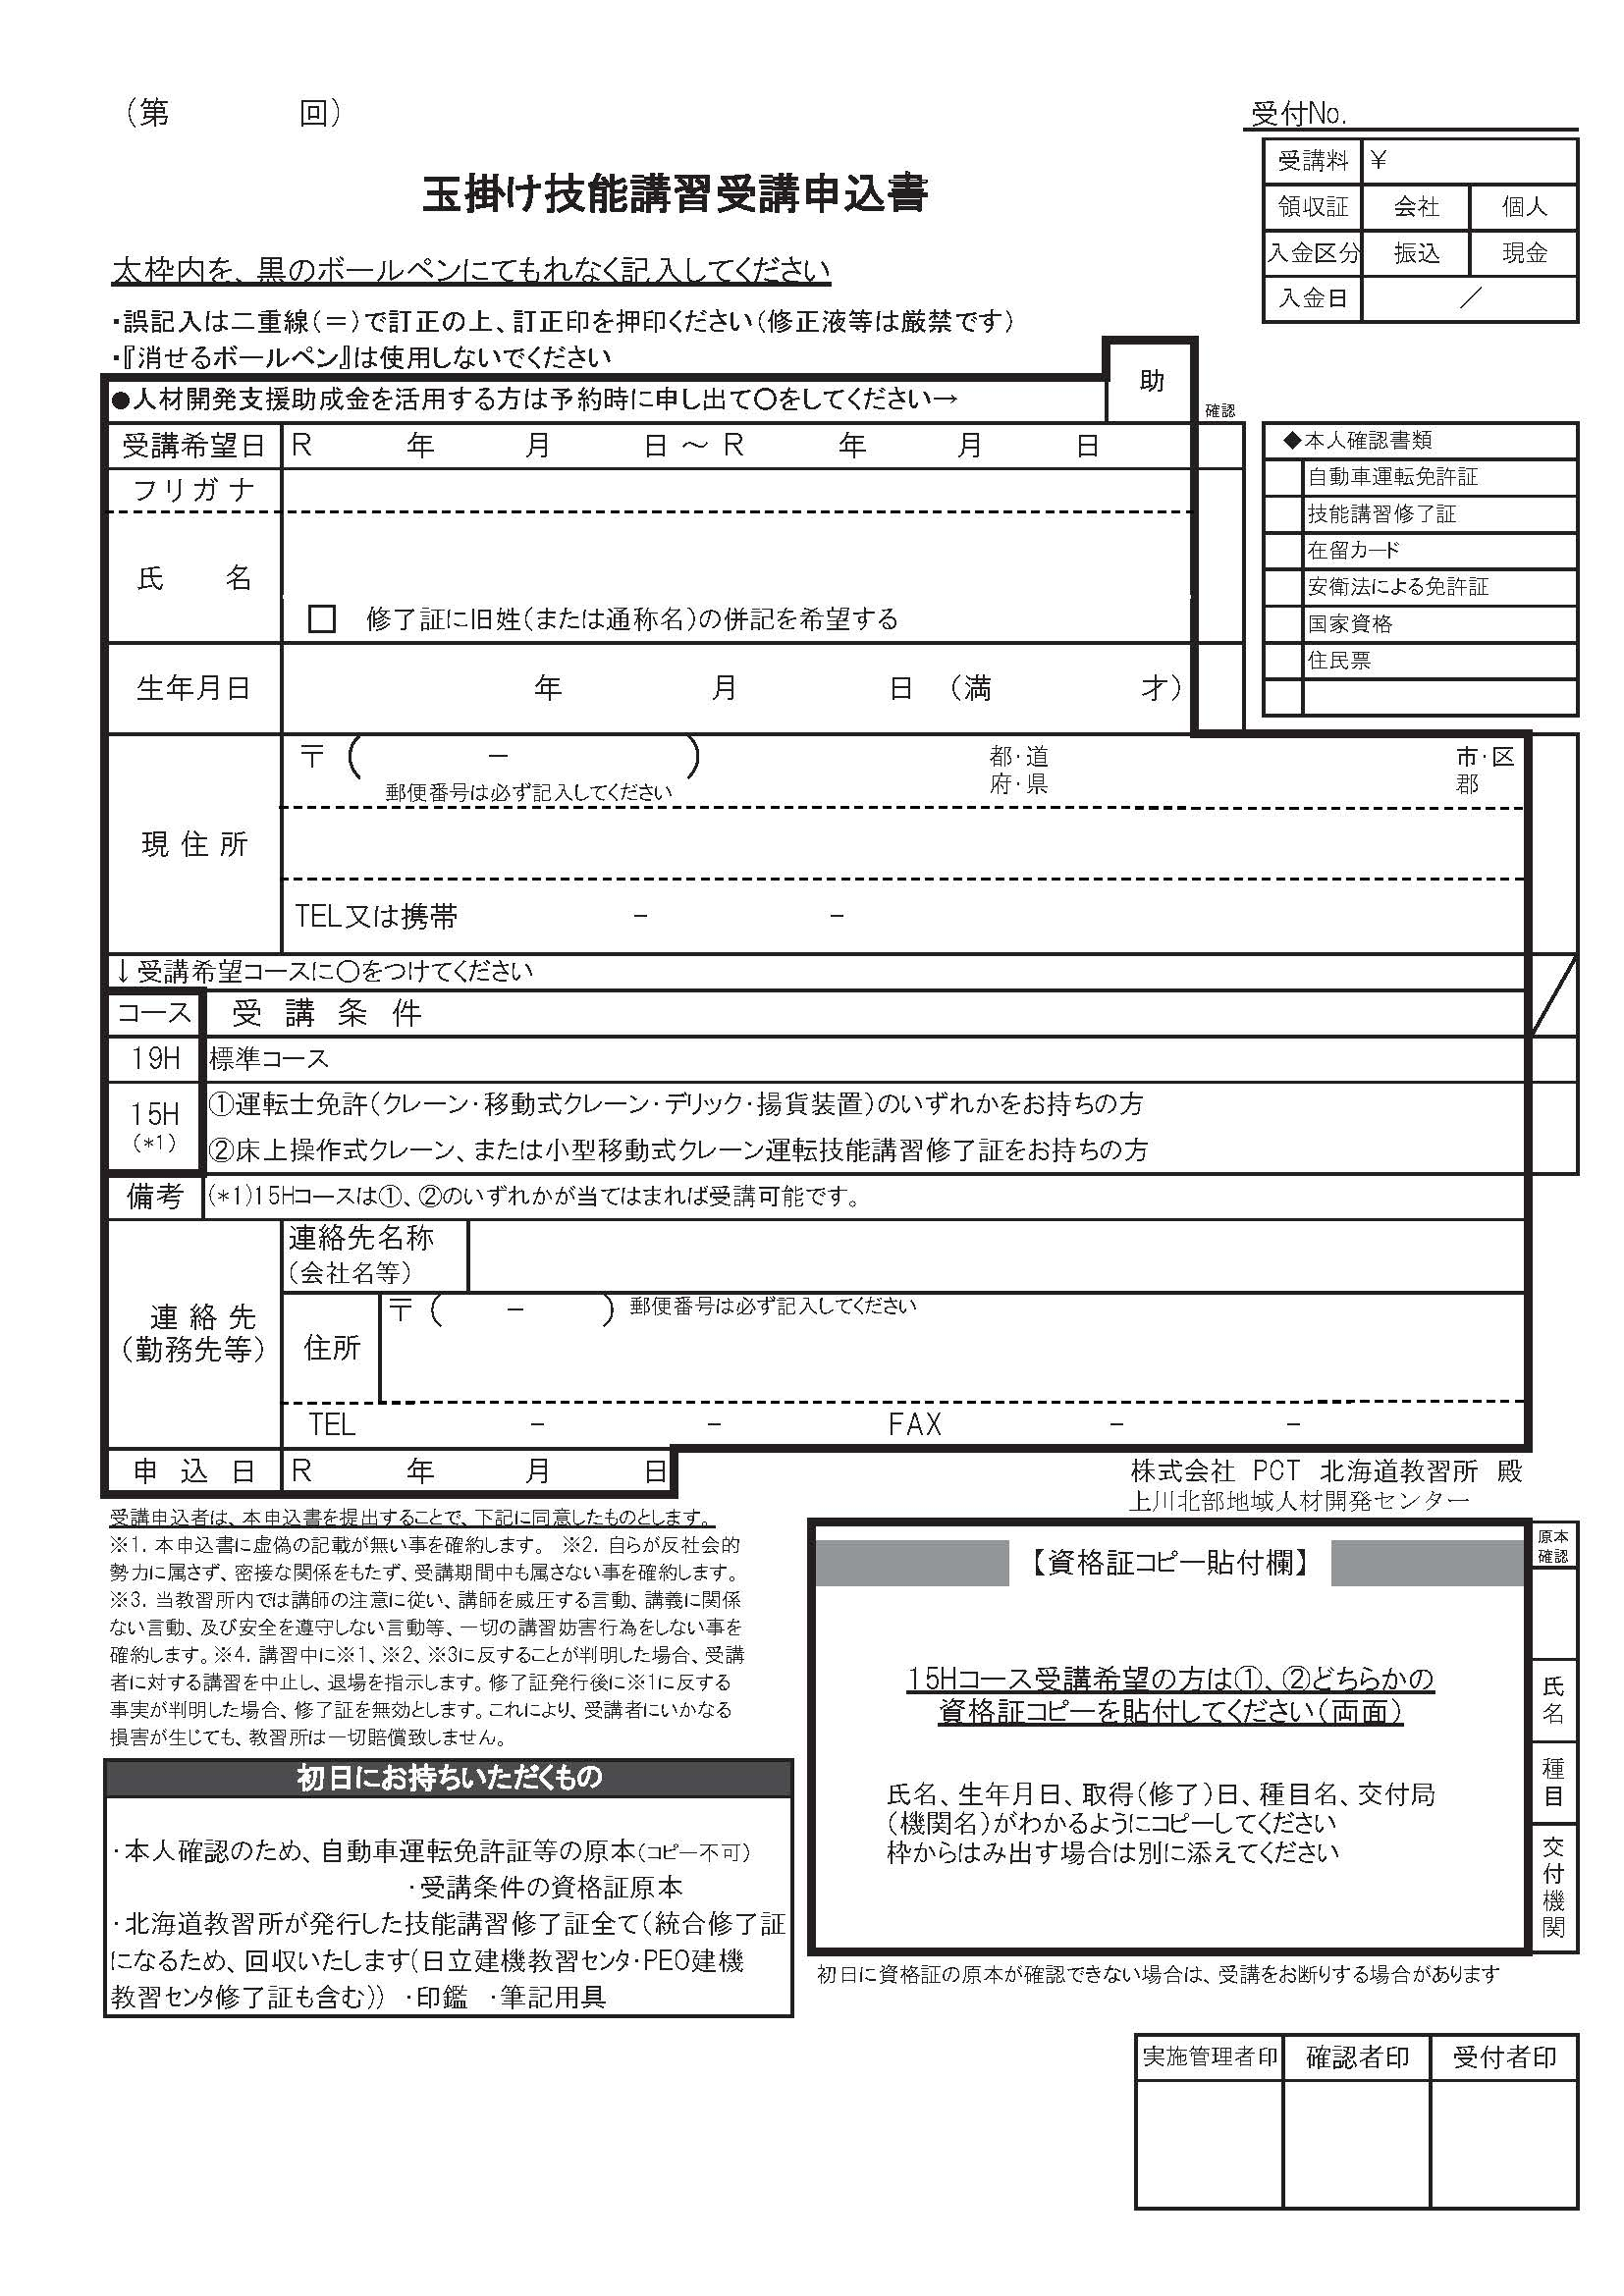 （第　　　　回）
受付No.
受講料　￥
領収証　会社　個人
入金区分　振込　現金
入金日　／
玉掛け技能講習受講申込書
太枠内を、黒のボールペンにてもれなく記入してください
・誤記入は二重線（＝）で訂正の上、訂正印を押印ください（修正液等は厳禁です）
・『消せるボールペン』は使用しないでください
●人材開発支援助成金を活用する方は予約時に申し出て○をしてください→
助
確認
受講希望日　R　　年　　月　　日 ～ R　　年　　月　　日
フリガナ
氏　　名
□　修了証に旧姓（または通称名）の併記を希望する
生年月日　　年　　月　　日　（満　　才）
◆本人確認書類
自動車運転免許証
技能講習修了証
在留カード
安衛法による免許証
国家資格
住民票
現 住 所
〒（　　－　　）　　都・道　　市・区
郵便番号は必ず記入してください　　府・県　　郡
TEL又は携帯　　－　　－
↓受講希望コースに○をつけてください
コース　受　講　条　件
19H　標準コース
15H
（*1）
①運転士免許（クレーン・移動式クレーン・デリック・揚貨装置）のいずれかをお持ちの方
②床上操作式クレーン、または小型移動式クレーン運転技能講習修了証をお持ちの方
備考　(*1)15Hコースは①、②のいずれかが当てはまれば受講可能です。
連 絡 先
（勤務先等）
連絡先名称
（会社名等）
住所　〒（　　－　　）　郵便番号は必ず記入してください
TEL　　－　　－　　FAX　　－　　－
申　込　日　R　　年　　月　　日
株式会社　PCT　北海道教習所　殿
上川北部地域人材開発センター
受講申込者は、本申込書を提出することで、下記に同意したものとします。
※1．本申込書に虚偽の記載が無い事を確約します。　※2．自らが反社会的
勢力に属さず、密接な関係をもたず、受講期間中も属さない事を確約します。
※3．当教習所内では講師の注意に従い、講師を威圧する言動、講義に関係
ない言動、及び安全を遵守しない言動等、一切の講習妨害行為をしない事を
確約します。※4．講習中に※1、※2、※3に反することが判明した場合、受講
者に対する講習を中止し、退場を指示します。修了証発行後に※1に反する
事実が判明した場合、修了証を無効とします。これにより、受講者にいかなる
損害が生じても、教習所は一切賠償致しません。
初日にお持ちいただくもの
・本人確認のため、自動車運転免許証等の原本（コピー不可）
・受講条件の資格証原本
・北海道教習所が発行した技能講習修了証全て（統合修了証
になるため、回収いたします（日立建機教習センタ・PEO建機
教習センタ修了証も含む））　・印鑑　・筆記用具
【資格証コピー貼付欄】
15Hコース受講希望の方は①、②どちらかの
資格証コピーを貼付してください（両面）
氏名、生年月日、取得（修了）日、種目名、交付局
（機関名）がわかるようにコピーしてください
枠からはみ出す場合は別に添えてください
原本
確認
氏名
種目
交付機関
初日に資格証の原本が確認できない場合は、受講をお断りする場合があります
実施管理者印　確認者印　受付者印